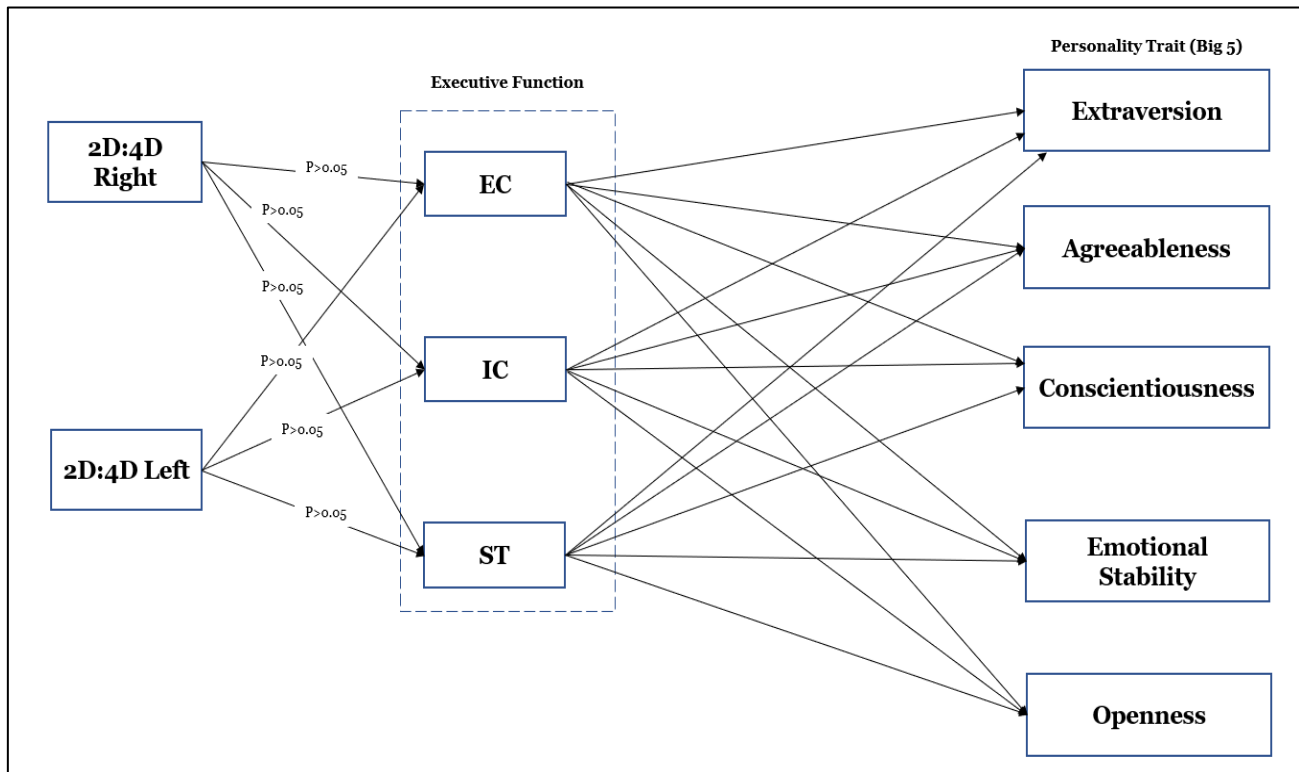 Personality Trait (Big 5)
Executive Function
2D:4D
Right
2D:4D Left
P>0.05
P>0.05
P>0.05
P>0.05
P>0.05
P>0.05
EC
IC
ST
Extraversion
Agreeableness
Conscientiousness
Emotional
Stability
Openness